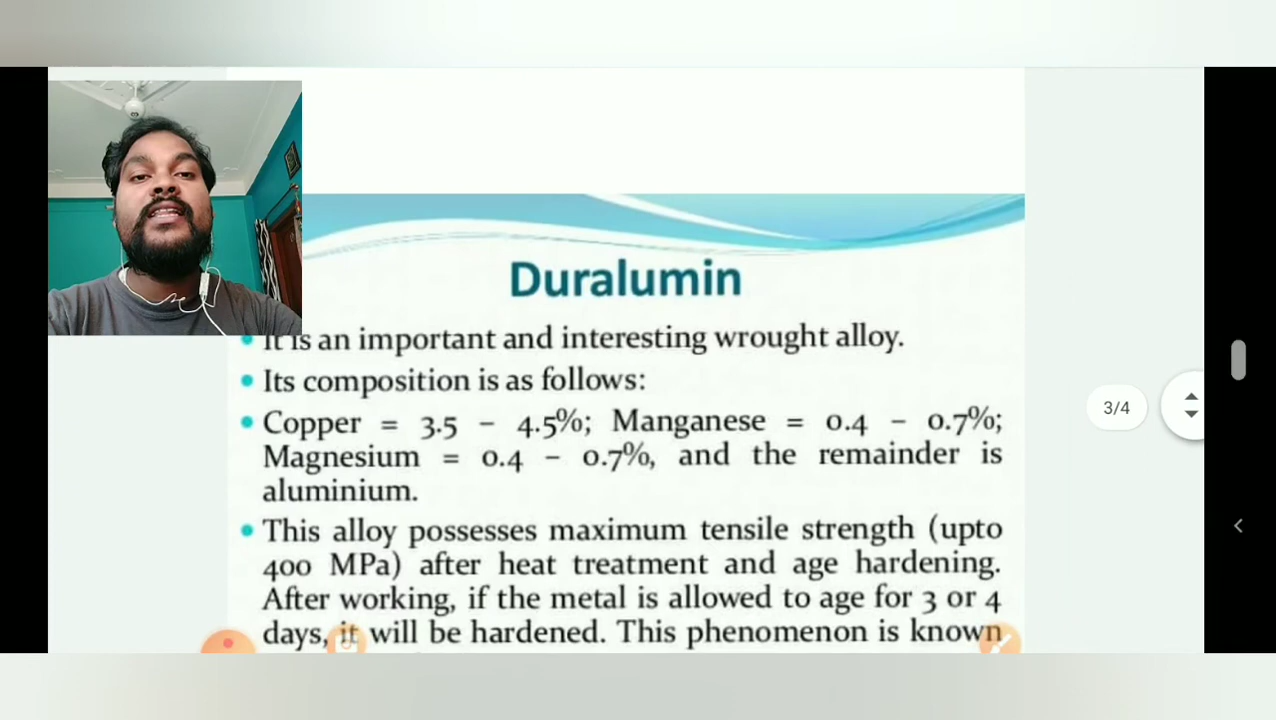 Duralumin
It is an important and interesting wrought alloy.
Its composition is as follows:
Copper = 3.5 – 4.5%; Manganese = 0.4 – 0.7%;
Magnesium = 0.4 – 0.7%, and the remainder is
aluminium.
This alloy possesses maximum tensile strength (upto
400 MPa) after heat treatment and age hardening.
After working, if the metal is allowed to age for 3 or 4
days, it will be hardened. This phenomenon is known
3/4